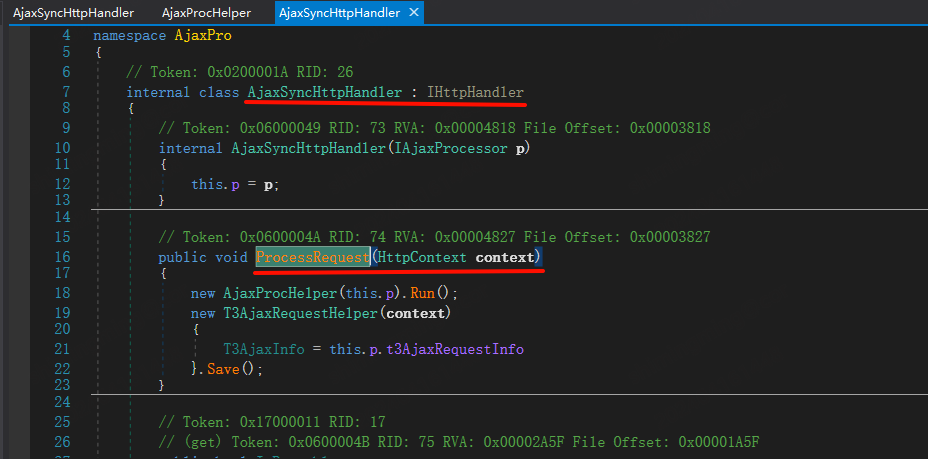 AjaxSyncHttpHandler AjaxProcHelper AjaxSyncHttpHandler ×
4 namespace AjaxPro
5 {
6 // Token: 0x0200001A RID: 26
7 internal class AjaxSyncHttpHandler : IHttpHandler
8 {
9 // Token: 0x06000049 RID: 73 RVA: 0x00004818 File Offset: 0x00003818
10 internal AjaxSyncHttpHandler(IAjaxProcessor p)
11 {
12 this.p = p;
13 }
14
15 // Token: 0x0600004A RID: 74 RVA: 0x00004827 File Offset: 0x00003827
16 public void ProcessRequest(HttpContext context)
17 {
18 new AjaxProcHelper(this.p).Run();
19 new T3AjaxRequestHelper(context)
20 {
21 T3AjaxInfo = this.p.t3AjaxRequestInfo
22 }.Save();
23 }
24
25 // Token: 0x17000011 RID: 17
26 // (get) Token: 0x0600004B RID: 75 RVA: 0x00002A5F File Offset: 0x00001A5F